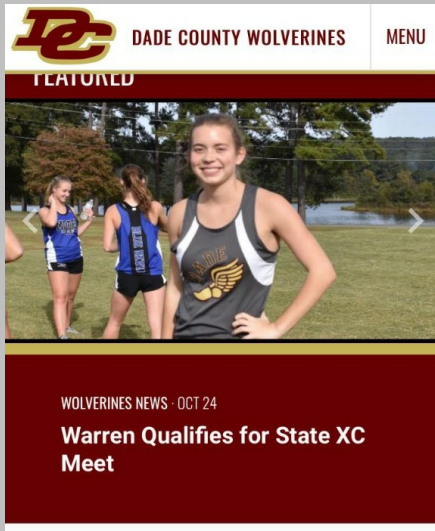 DC
DADE COUNTY WOLVERINES
MENU
FEATURED
DADE
WOLVERINES NEWS · OCT 24
Warren Qualifies for State XC
Meet